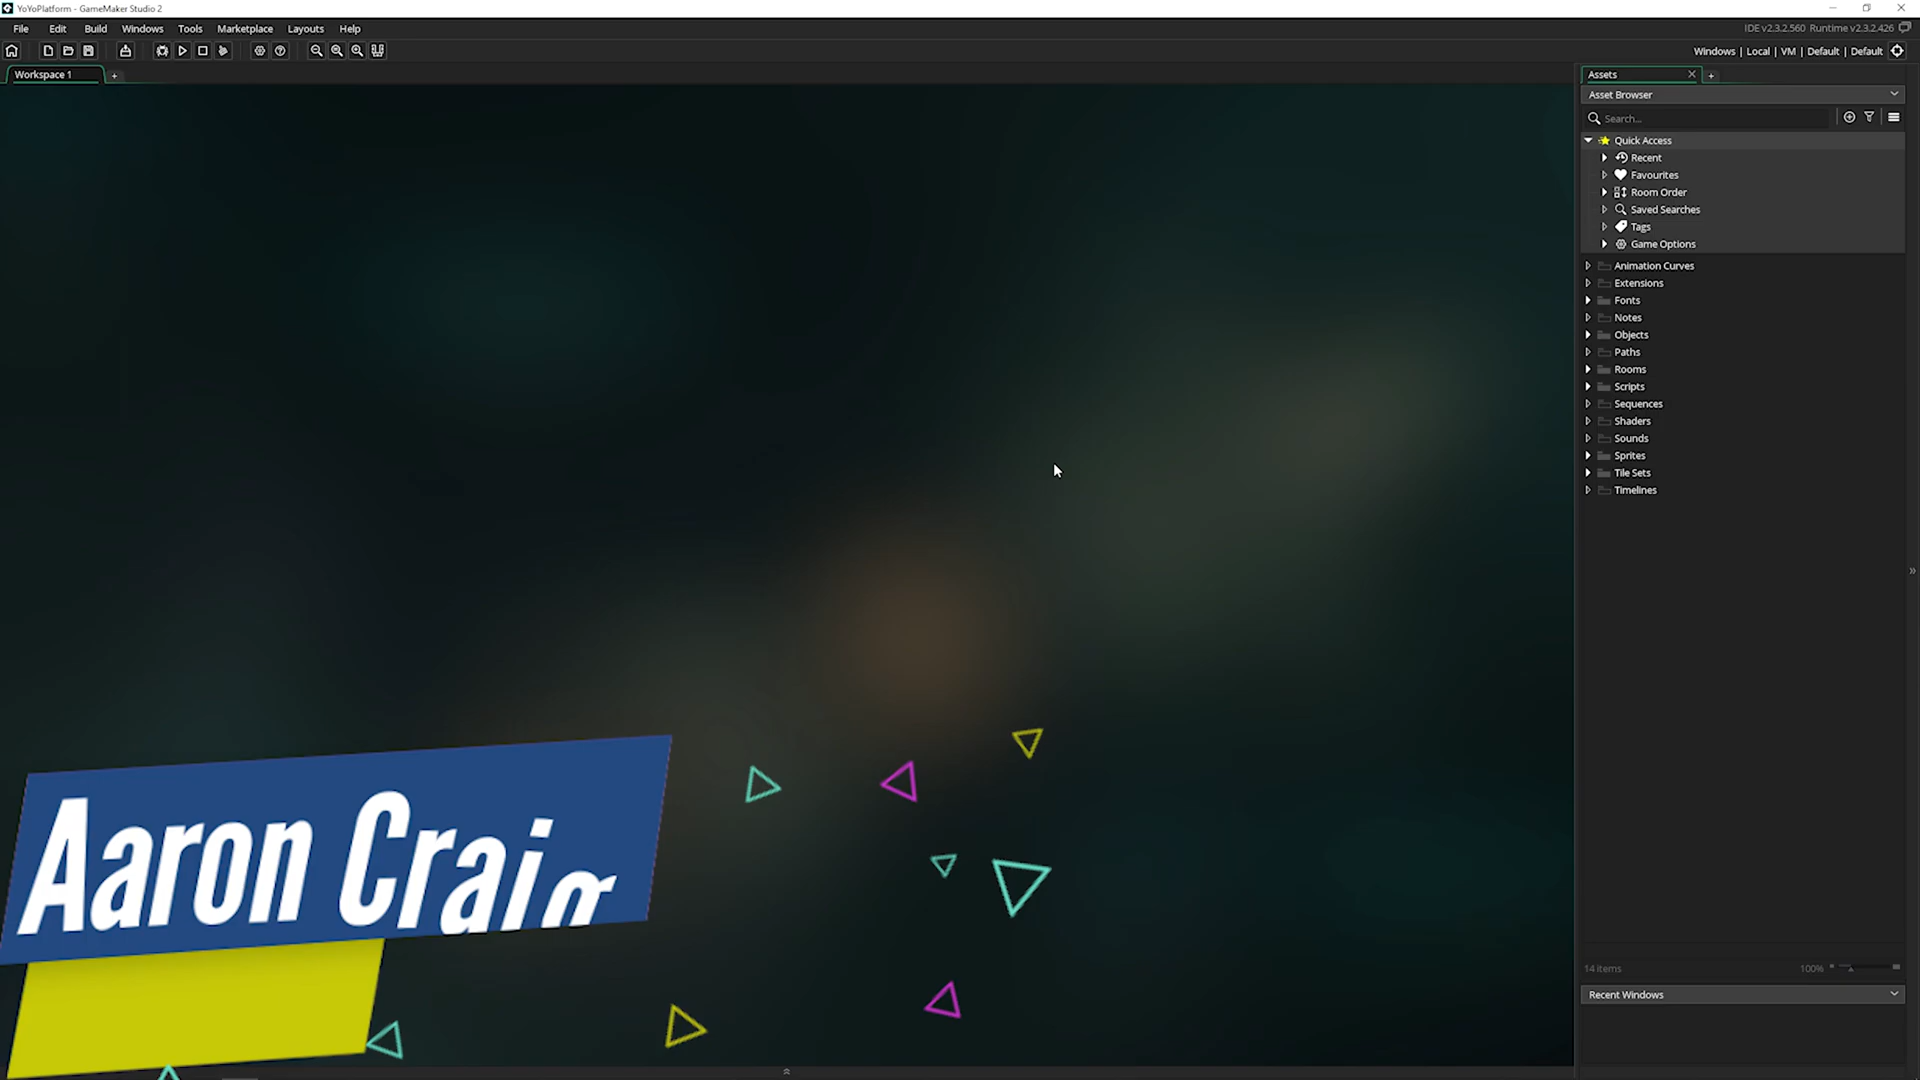 YoYoPlatform - GameMaker Studio 2
File Edit Build Windows Tools Marketplace Layouts Help
IDE v2.3.2.560 Runtime v2.3.2.426
Windows | Local | VM | Default | Default
Workspace 1
Assets
Asset Browser
Search...
Quick Access
Recent
Favourites
Room Order
Saved Searches
Tags
Game Options
Animation Curves
Extensions
Fonts
Notes
Objects
Paths
Rooms
Scripts
Sequences
Shaders
Sounds
Sprites
Tile Sets
Timelines
Aaron Craig
14 items 100%
Recent Windows